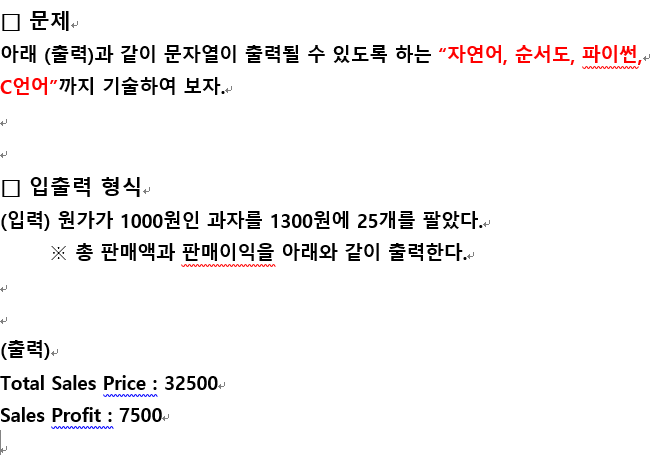 □ 문제
아래 (출력)과 같이 문자열이 출력될 수 있도록 하는 “자연어, 순서도, 파이썬,
C언어”까지 기술하여 보자.
□ 입출력 형식
(입력) 원가가 1000원인 과자를 1300원에 25개를 팔았다.
※ 총 판매액과 판매이익을 아래와 같이 출력한다.
(출력)
Total Sales Price : 32500
Sales Profit : 7500